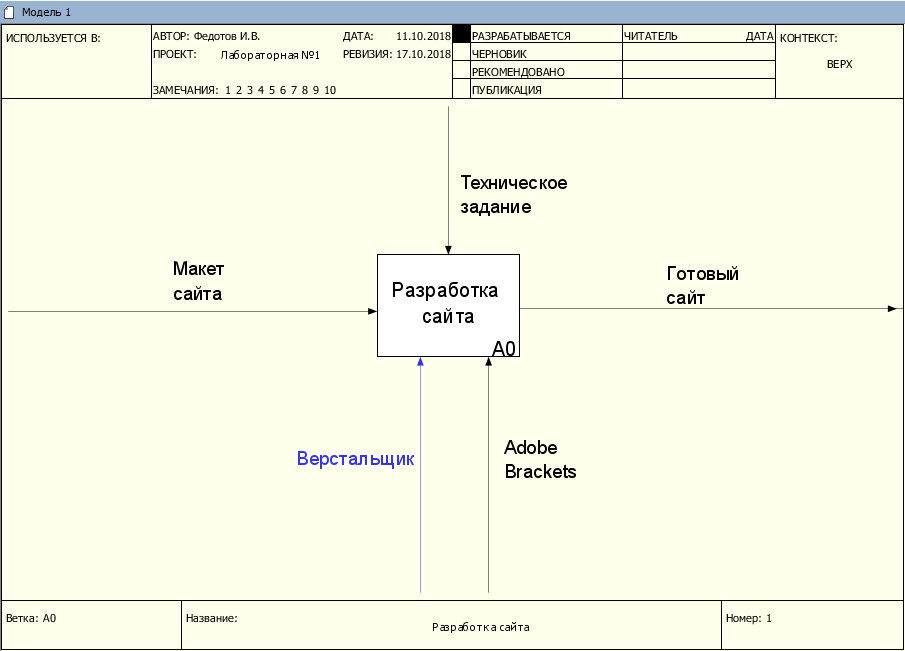 Модель 1
ИСПОЛЬЗУЕТСЯ В:
АВТОР: Федотов И.В.
ДАТА: 11.10.2018
ПРОЕКТ: Лабораторная №1
РЕВИЗИЯ: 17.10.2018
ЗАМЕЧАНИЯ: 1 2 3 4 5 6 7 8 9 10
РАЗРАБАТЫВАЕТСЯ
ЧЕРНОВИК
РЕКОМЕНДОВАНО
ПУБЛИКАЦИЯ
ЧИТАТЕЛЬ ДАТА
КОНТЕКСТ:
ВЕРХ
Техническое
задание
Макет
сайта
Разработка
сайта
A0
Готовый
сайт
Верстальщик
Adobe
Brackets
Ветка: A0
Название:
Разработка сайта
Номер: 1